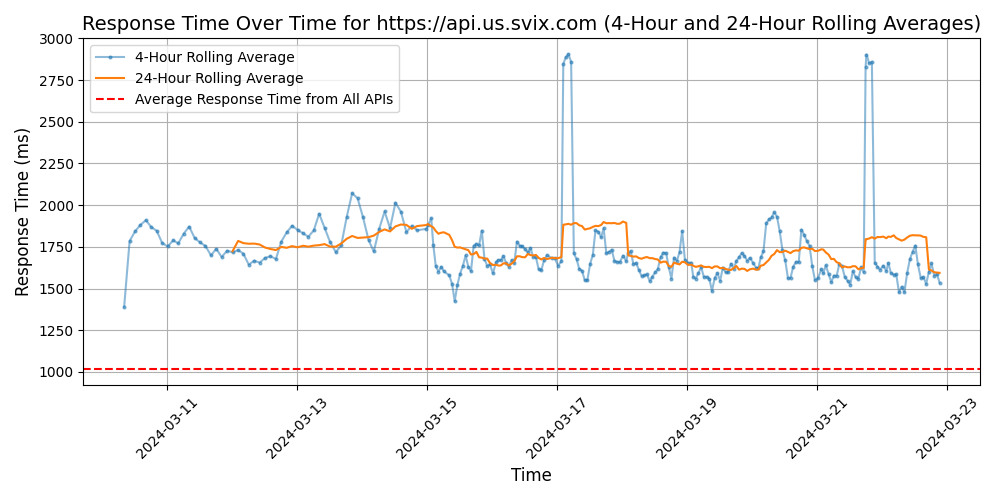 Response Time Over Time for https://api.us.svix.com (4-Hour and 24-Hour Rolling Averages)
4-Hour Rolling Average
24-Hour Rolling Average
Average Response Time from All APIs
Response Time (ms)
3000
2750
2500
2250
2000
1750
1500
1250
1000
2024-03-11
2024-03-13
2024-03-15
2024-03-17
2024-03-19
2024-03-21
2024-03-23
Time